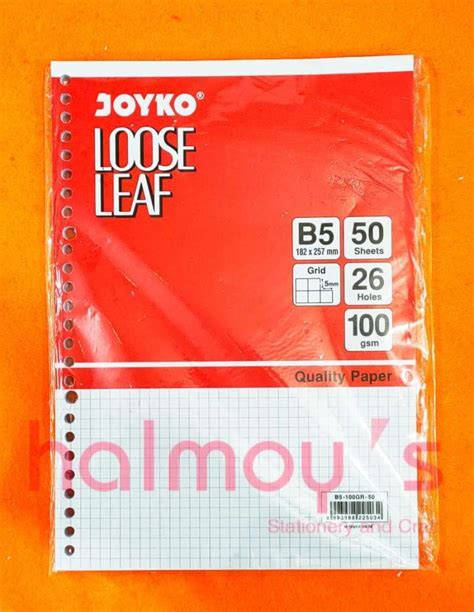 JOYKO®
LOOSE
LEAF
B5
182 x 257 mm
50
Sheets
Grid
5mm
26
Holes
100
gsm
Quality Paper
halmoy's
Stationery and Cra
B5-100GR-50